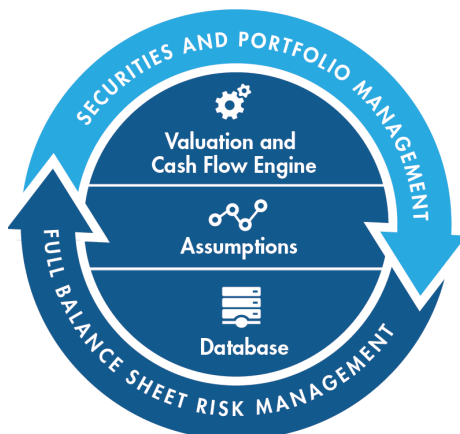 SECURITIES AND PORTFOLIO MANAGEMENT
Valuation and
Cash Flow Engine
Assumptions
Database
FULL BALANCE SHEET RISK MANAGEMENT